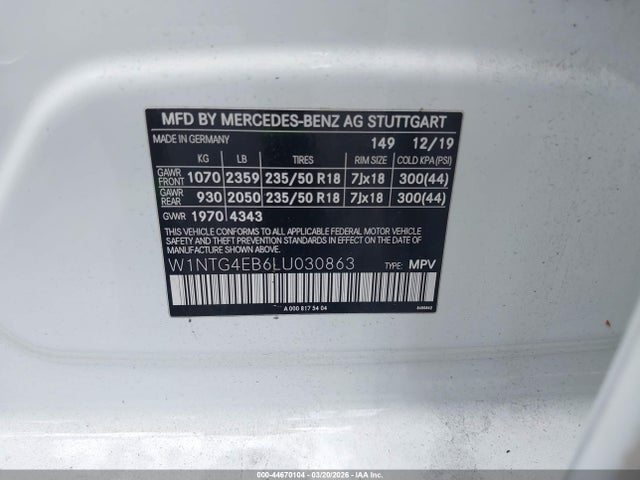 MFD BY MERCEDES-BENZ AG STUTTGART
MADE IN GERMANY 149 12/19
KG LB TIRES RIM SIZE COLD KPA(PSI)
GAWR FRONT 1070 2359 235/50 R18 7Jx18 300(44)
GAWR REAR 930 2050 235/50 R18 7Jx18 300(44)
GVWR 1970 4343
THIS VEHICLE CONFORMS TO ALL APPLICABLE FEDERAL MOTOR VEHICLE
SAFETY AND THEFT PREVENTION STANDARDS IN EFFECT ON THE DATE OF
MANUFACTURE SHOWN ABOVE.
W1NTG4EB6LU030863 TYPE: MPV
A 000 817 54 04
000-44670104 | 03/20/2026 | IAA Inc.